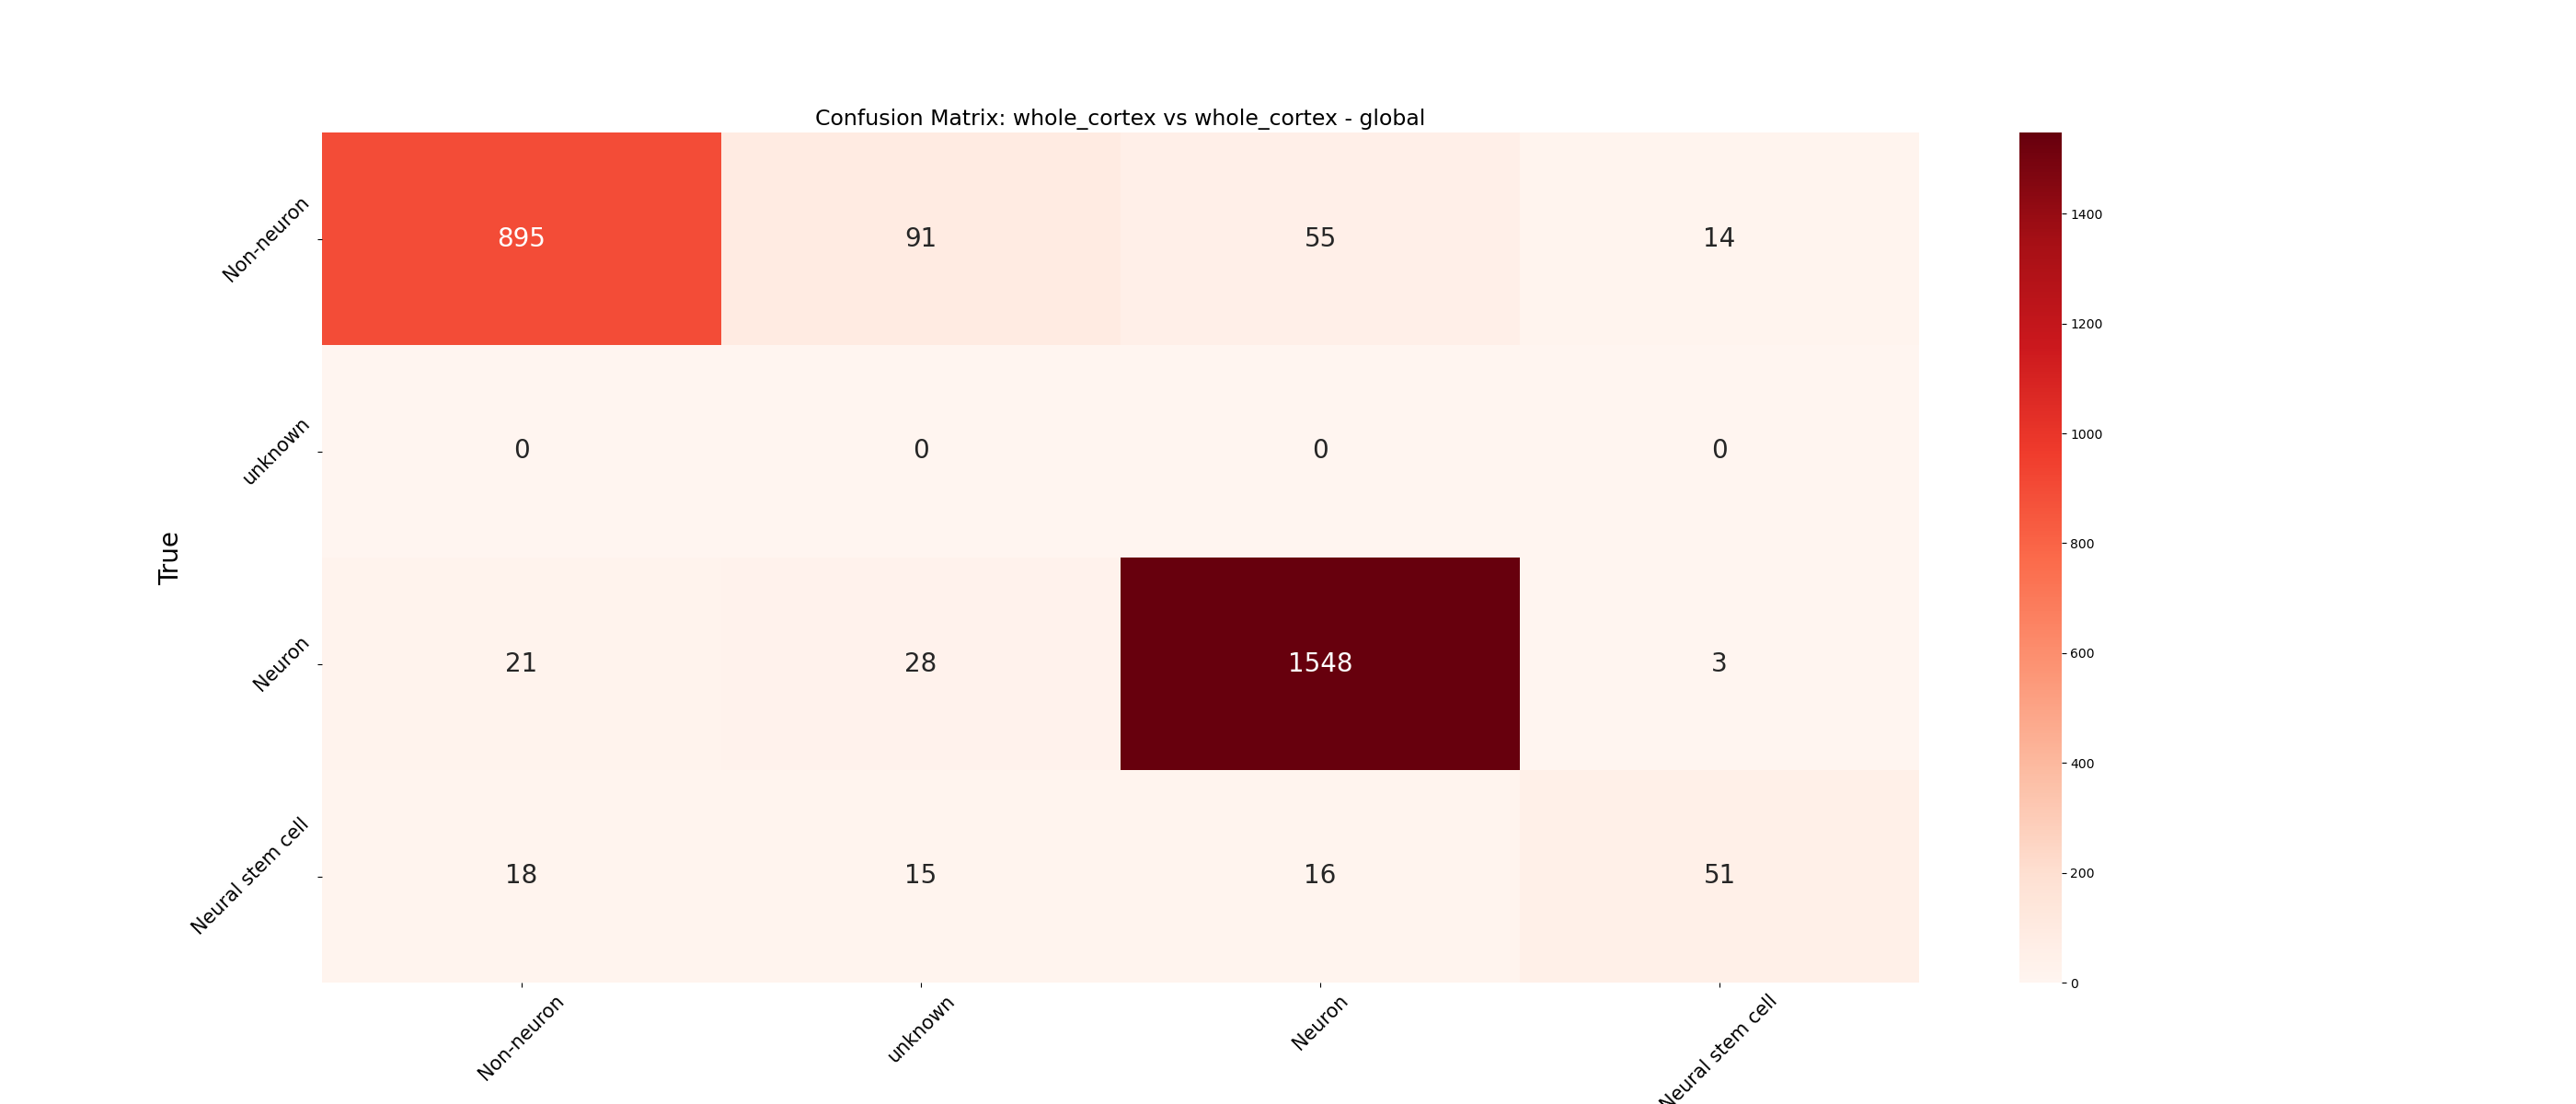 Confusion Matrix: whole_cortex vs whole_cortex - global
True
Non-neuron
895
91
55
14
unknown
0
0
0
0
Neuron
21
28
1548
3
Neural stem cell
18
15
16
51
Non-neuron
unknown
Neuron
Neural stem cell
1400
1200
1000
800
600
400
200
0